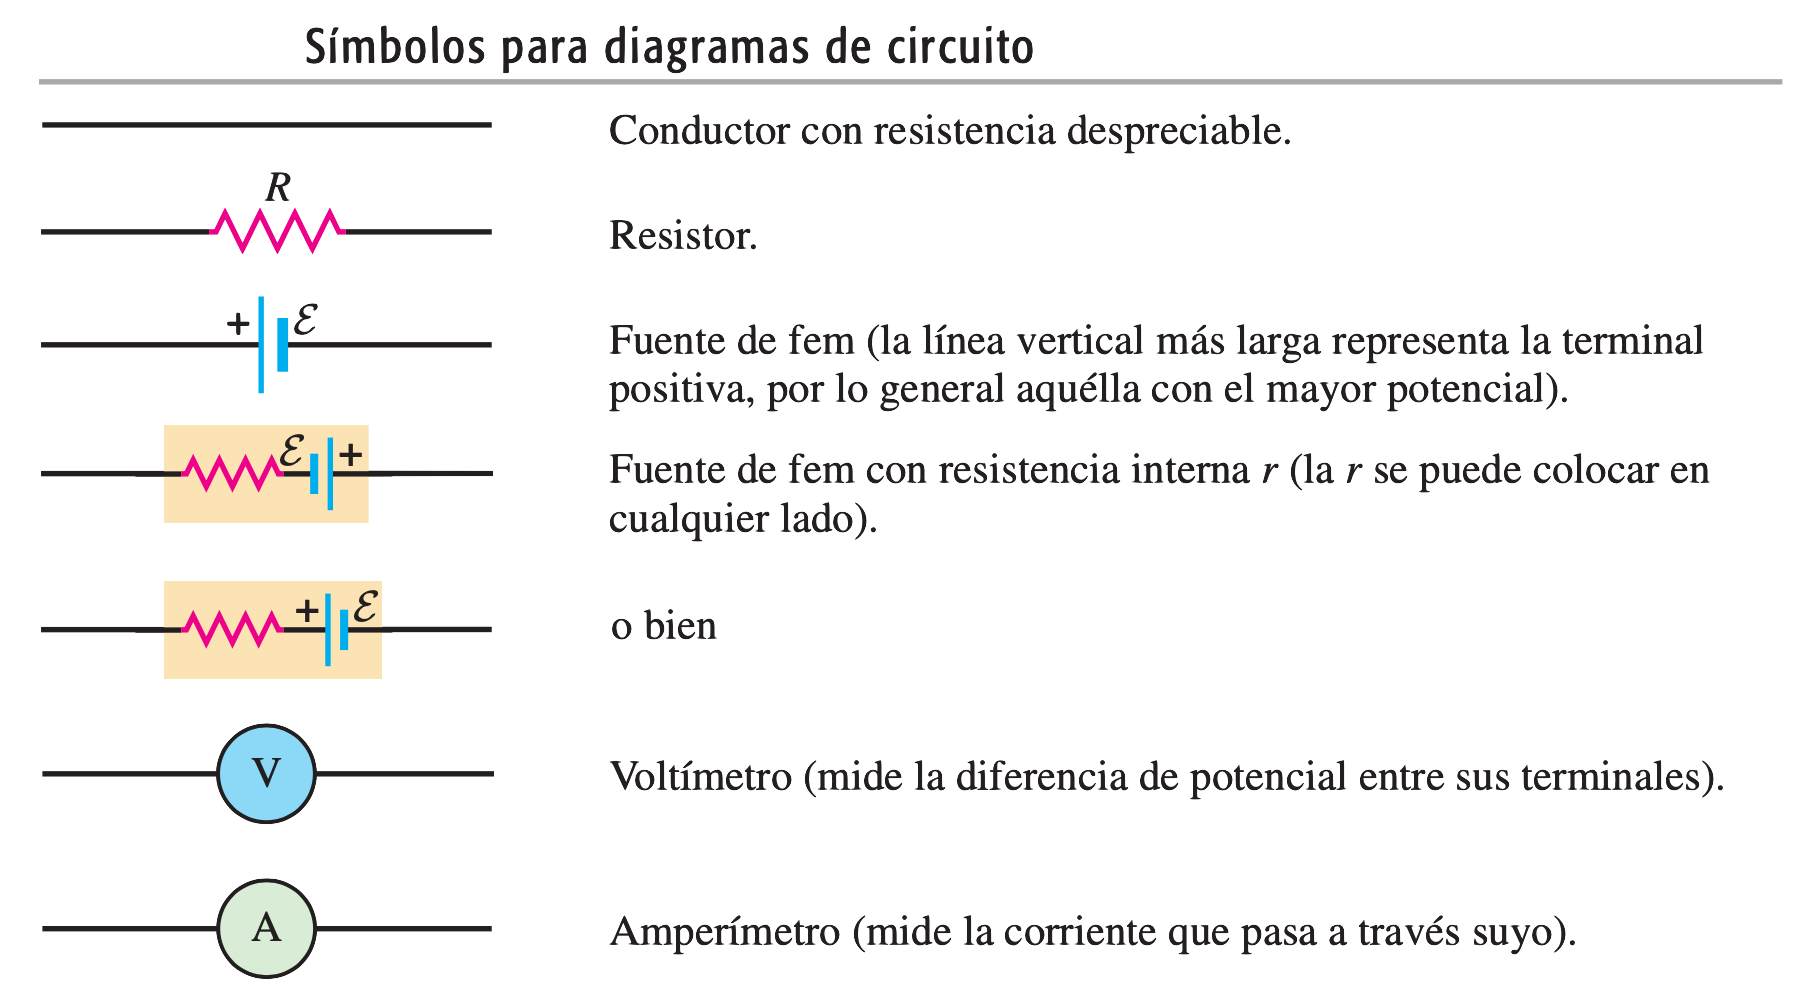 Símbolos para diagramas de circuito
Conductor con resistencia despreciable.
R
Resistor.
+ ℰ
Fuente de fem (la línea vertical más larga representa la terminal
positiva, por lo general aquélla con el mayor potencial).
ℰ +
Fuente de fem con resistencia interna r (la r se puede colocar en
cualquier lado).
+ ℰ
o bien
V
Voltímetro (mide la diferencia de potencial entre sus terminales).
A
Amperímetro (mide la corriente que pasa a través suyo).